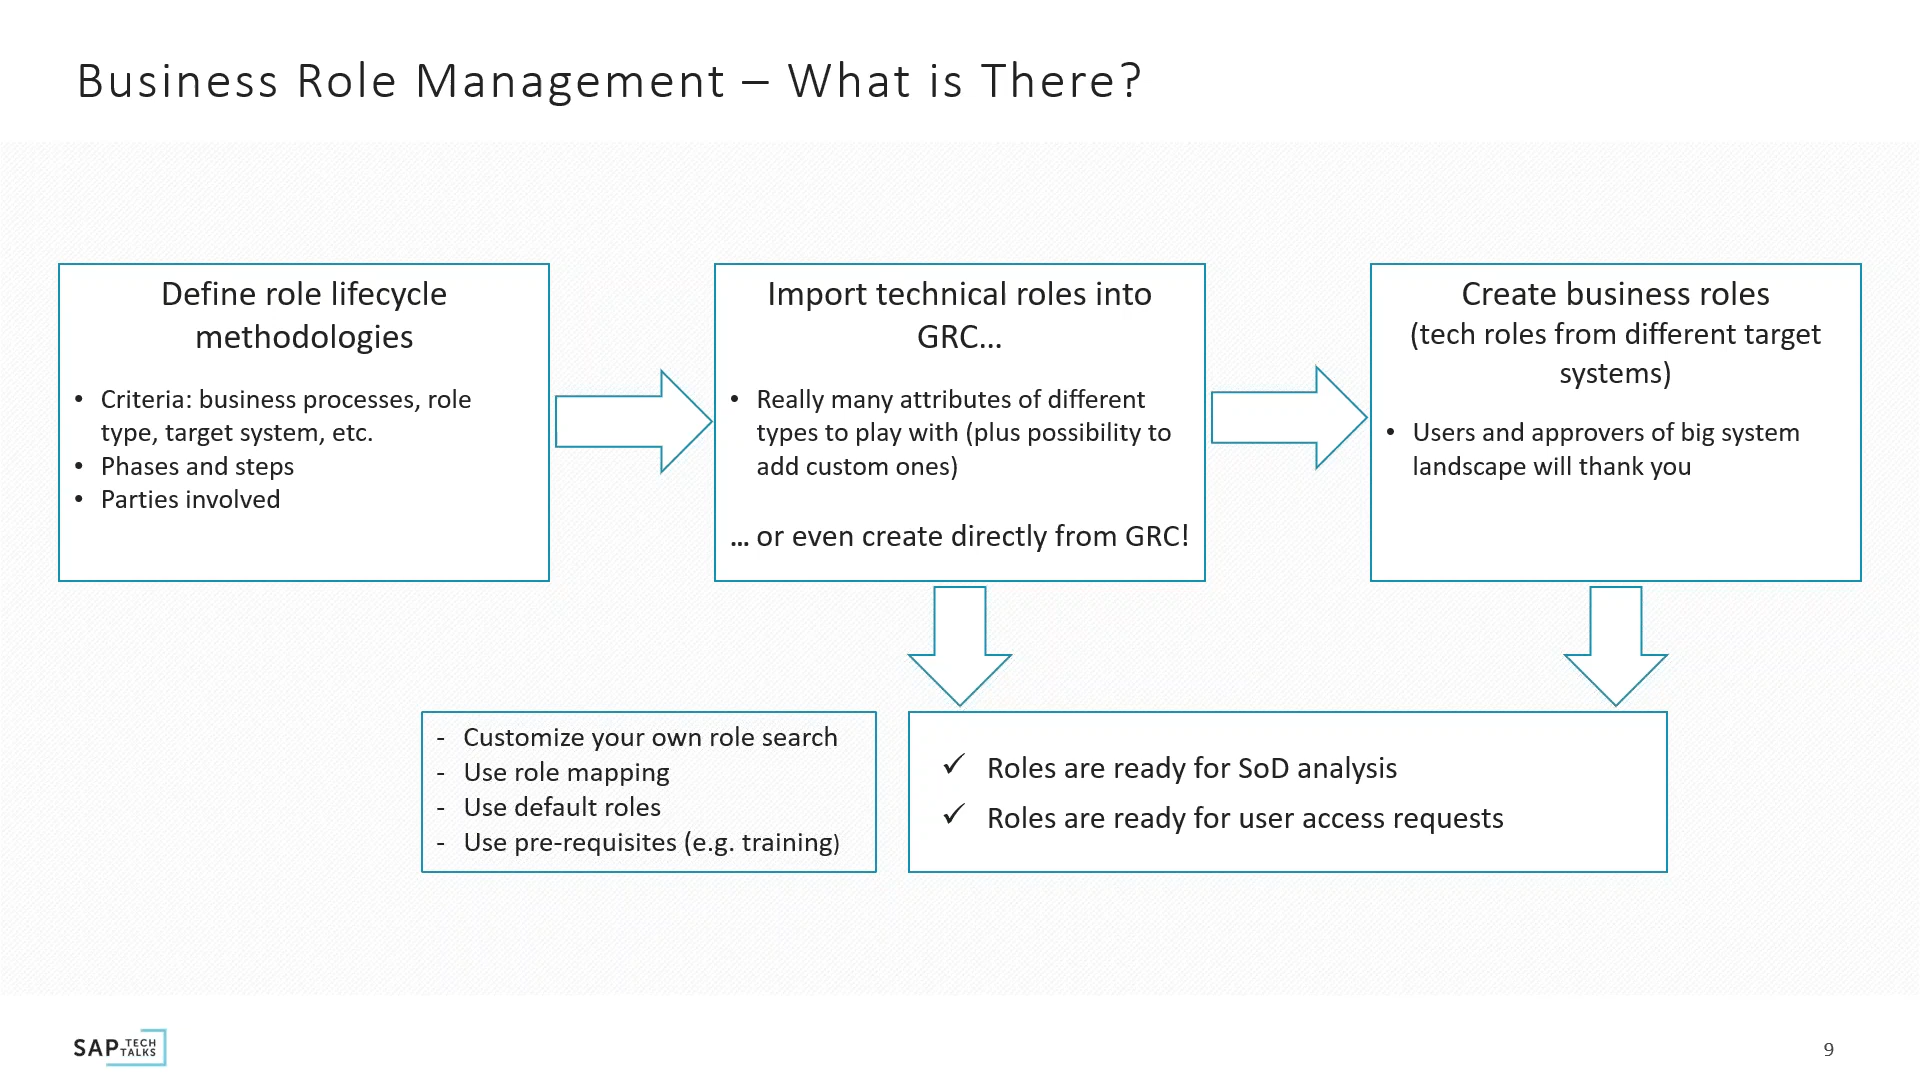 Business Role Management – What is There?
Define role lifecycle
methodologies
• Criteria: business processes, role
type, target system, etc.
• Phases and steps
• Parties involved
Import technical roles into
GRC…
• Really many attributes of different
types to play with (plus possibility to
add custom ones)
… or even create directly from GRC!
Create business roles
(tech roles from different target
systems)
• Users and approvers of big system
landscape will thank you
- Customize your own role search
- Use role mapping
- Use default roles
- Use pre-requisites (e.g. training)
✓ Roles are ready for SoD analysis
✓ Roles are ready for user access requests
SAP TECH
TALKS
9